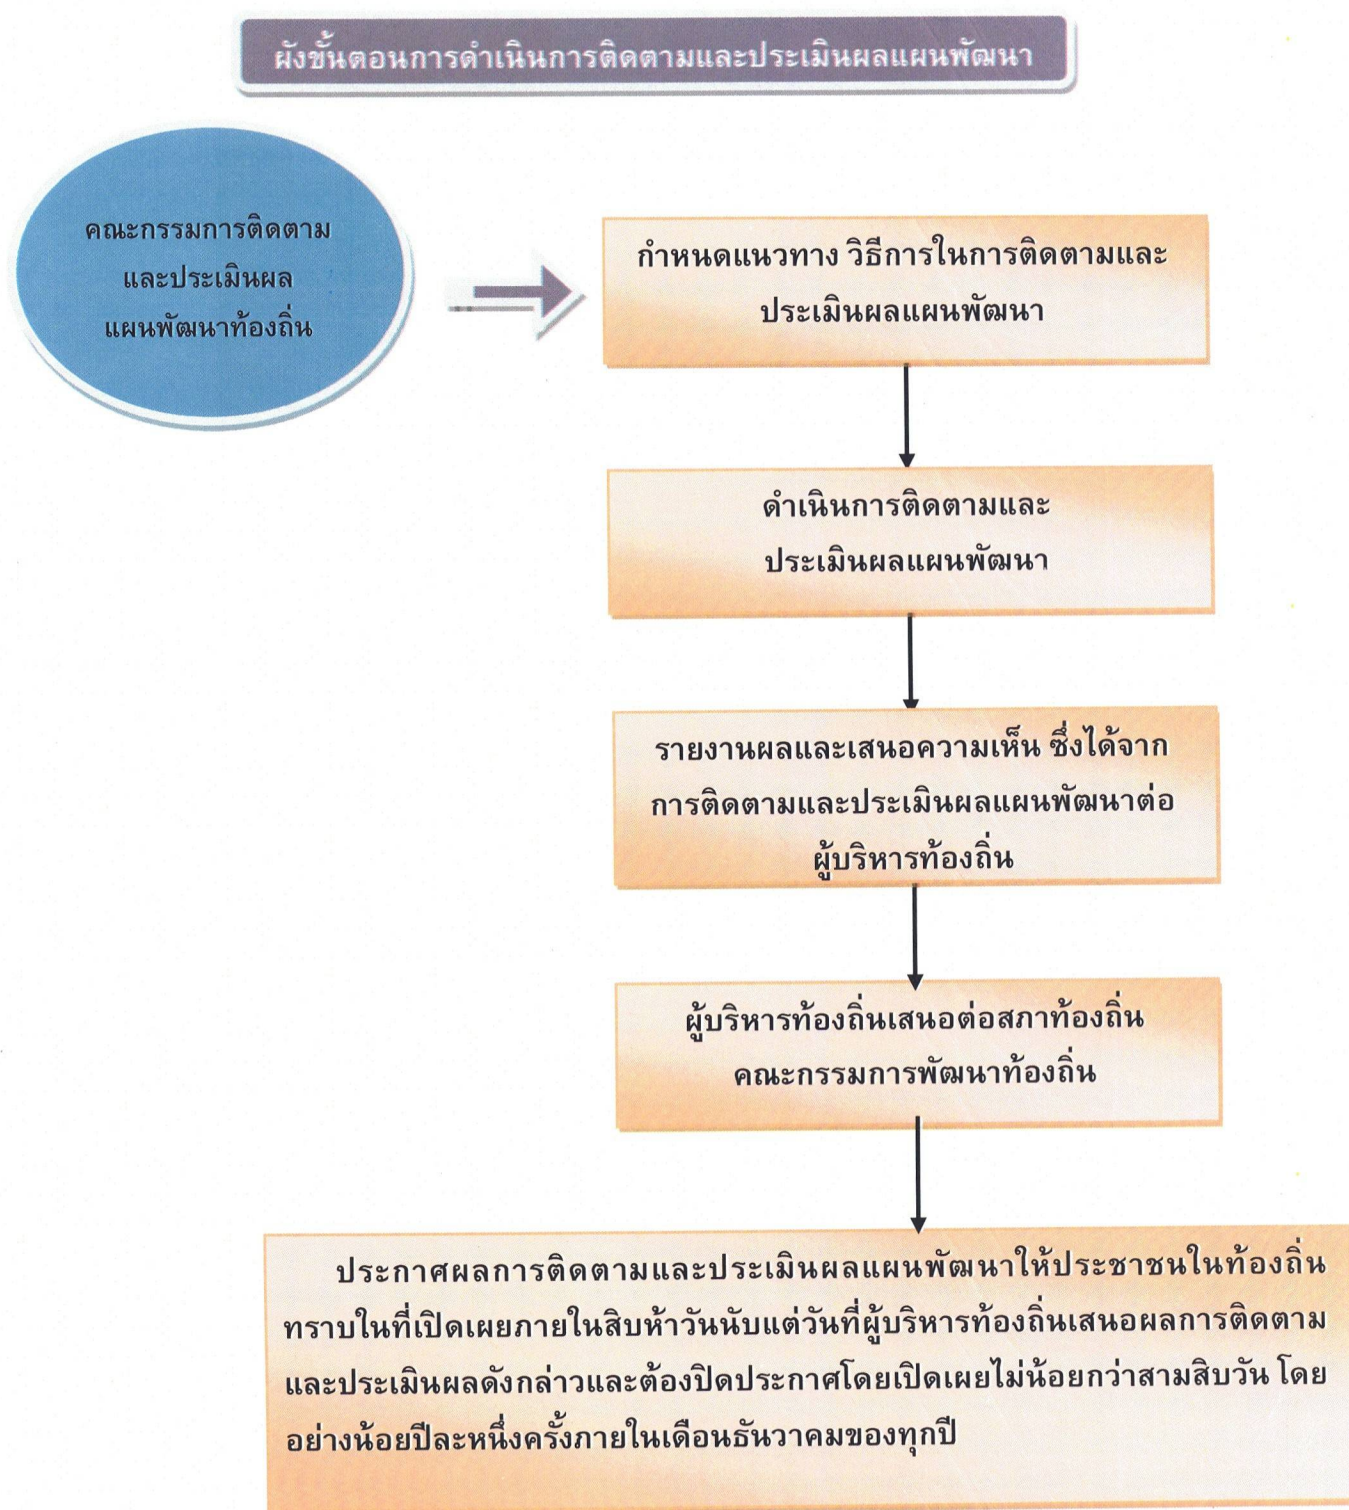 ผังขั้นตอนการดำเนินการติดตามและประเมินผลแผนพัฒนา
คณะกรรมการติดตาม
และประเมินผล
แผนพัฒนาท้องถิ่น
กำหนดแนวทาง วิธีการในการติดตามและ
ประเมินผลแผนพัฒนา
ดำเนินการติดตามและ
ประเมินผลแผนพัฒนา
รายงานผลและเสนอความเห็น ซึ่งได้จาก
การติดตามและประเมินผลแผนพัฒนาต่อ
ผู้บริหารท้องถิ่น
ผู้บริหารท้องถิ่นเสนอต่อสภาท้องถิ่น
คณะกรรมการพัฒนาท้องถิ่น
ประกาศผลการติดตามและประเมินผลแผนพัฒนาให้ประชาชนในท้องถิ่น
ทราบในที่เปิดเผยภายในสิบห้าวันนับแต่วันที่ผู้บริหารท้องถิ่นเสนอผลการติดตาม
และประเมินผลดังกล่าวและต้องปิดประกาศโดยเปิดเผยไม่น้อยกว่าสามสิบวัน โดย
อย่างน้อยปีละหนึ่งครั้งภายในเดือนธันวาคมของทุกปี